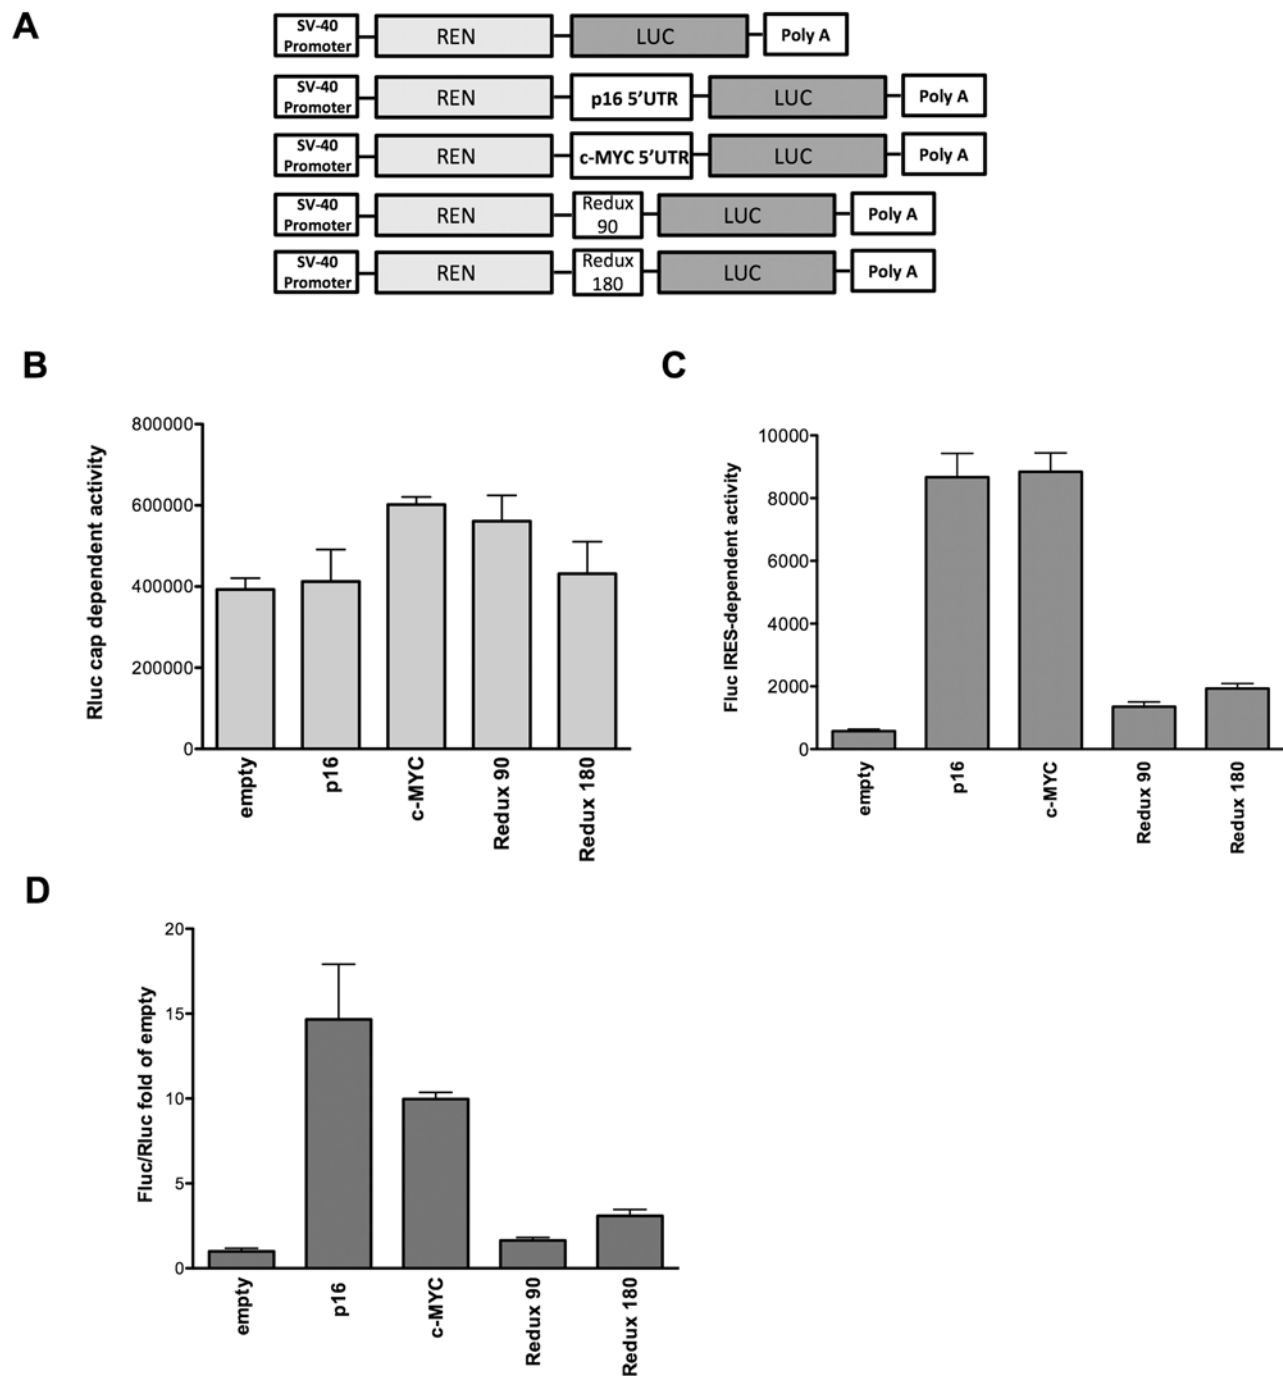 A
SV-40 Promoter REN LUC Poly A
SV-40 Promoter REN p16 5'UTR LUC Poly A
SV-40 Promoter REN c-MYC 5'UTR LUC Poly A
SV-40 Promoter REN Redux 90 LUC Poly A
SV-40 Promoter REN Redux 180 LUC Poly A
B
Rluc cap dependent activity
800000
600000
400000
200000
0
empty
p16
c-MYC
Redux 90
Redux 180
C
Fluc IRES-dependent activity
10000
8000
6000
4000
2000
0
empty
p16
c-MYC
Redux 90
Redux 180
D
Fluc/Rluc fold of empty
20
15
10
5
0
empty
p16
c-MYC
Redux 90
Redux 180